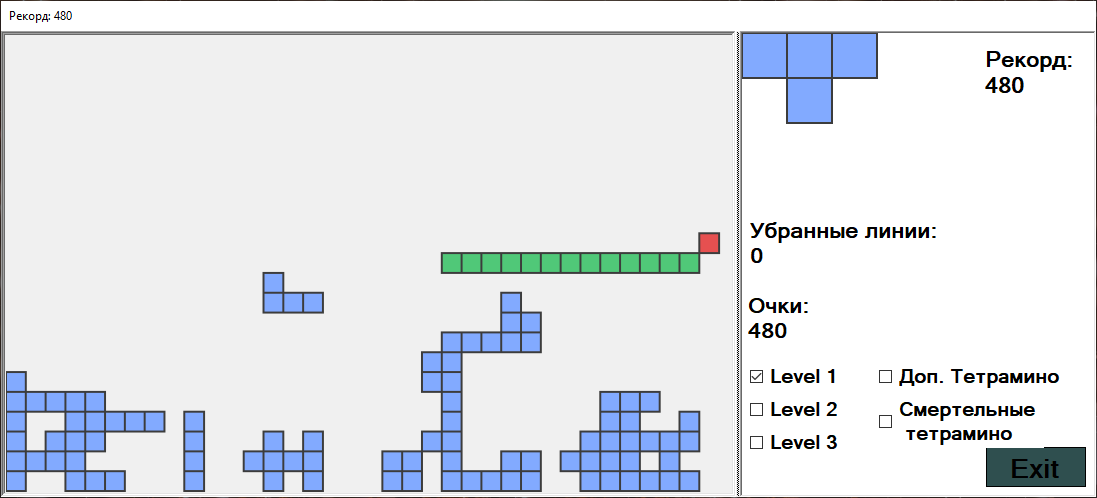 Рекорд: 480
Рекорд:
480
Убранные линии:
0
Очки:
480
Level 1
Доп. Тетрамино
Level 2
Смертельные
тетрамино
Level 3
Exit